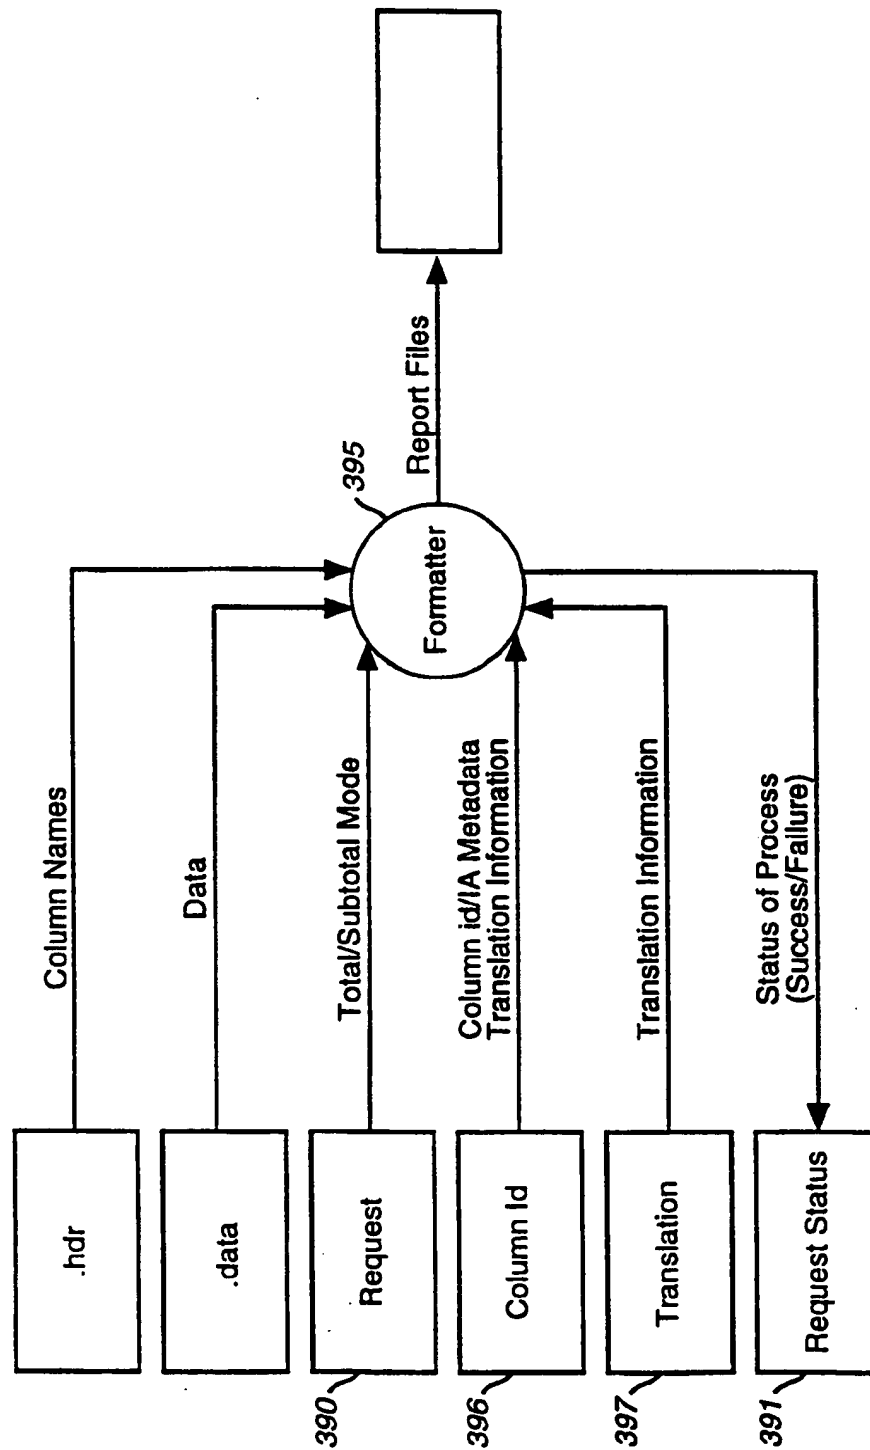 .hdr
Column Names
.data
Data
390
Request
Total/Subtotal Mode
396
Column Id
Column id/IA Metadata
Translation Information
397
Translation
Translation Information
391
Request Status
Status of Process
(Success/Failure)
Formatter
395
Report Files